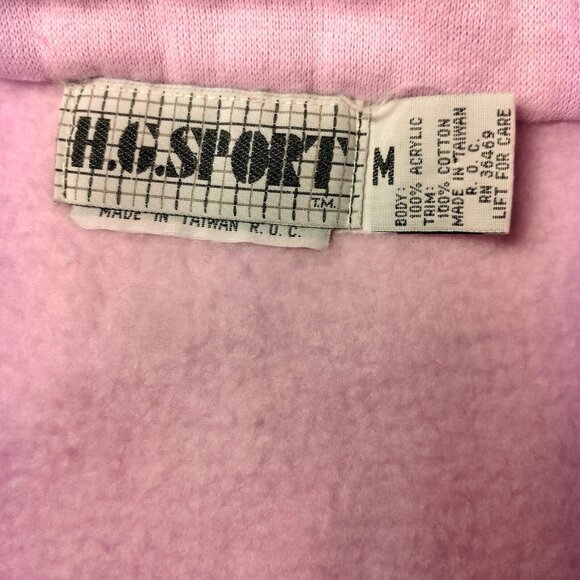 H.G.SPORT
T.M.
MADE IN TAIWAN R.O.C.
M
BODY:
100% ACRYLIC
TRIM:
100% COTTON
MADE IN TAIWAN
R. O. C.
RN 36469
LIFT FOR CARE